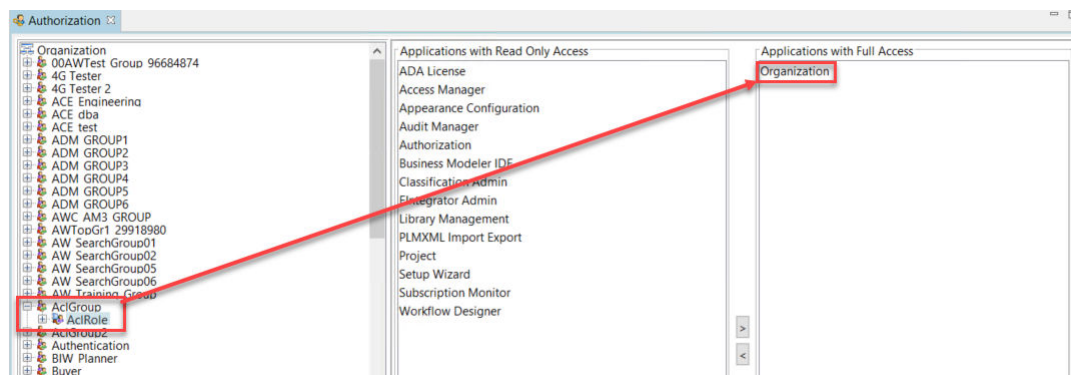 Authorization
Organization
00AWTest Group 96684874
4G Tester
4G Tester 2
ACE Engineering
ACE dba
ACE test
ADM GROUP1
ADM GROUP2
ADM GROUP3
ADM GROUP4
ADM GROUP5
ADM GROUP6
AWC AM3 GROUP
AWTopGr1 29918980
AW SearchGroup01
AW SearchGroup02
AW SearchGroup05
AW SearchGroup06
AW Training Group
AclGroup
AclRole
AclGroup2
Authentication
BIW Planner
Buyer
Applications with Read Only Access
ADA License
Access Manager
Appearance Configuration
Audit Manager
Authorization
Business Modeler IDE
Classification Admin
EIntegrator Admin
Library Management
PLMXML Import Export
Project
Setup Wizard
Subscription Monitor
Workflow Designer
>
<
Applications with Full Access
Organization